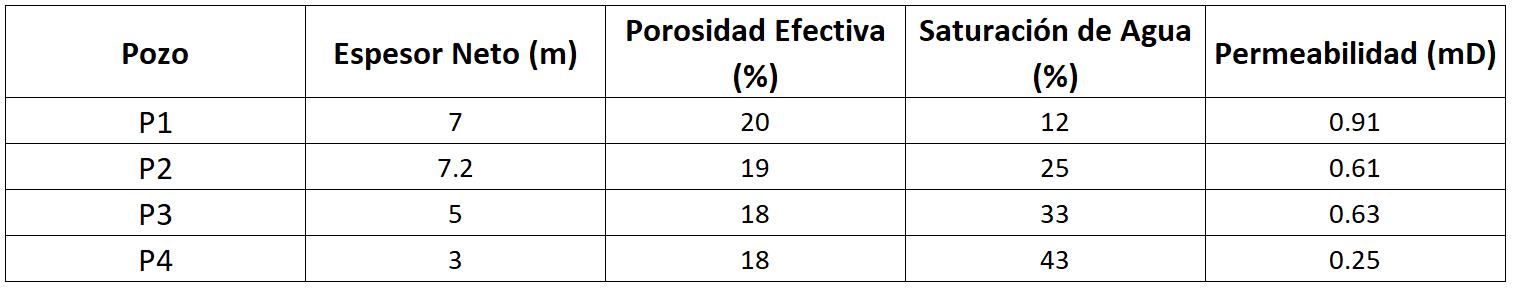 Pozo Espesor Neto (m) Porosidad Efectiva (%) Saturación de Agua (%) Permeabilidad (mD)
P1 7 20 12 0.91
P2 7.2 19 25 0.61
P3 5 18 33 0.63
P4 3 18 43 0.25